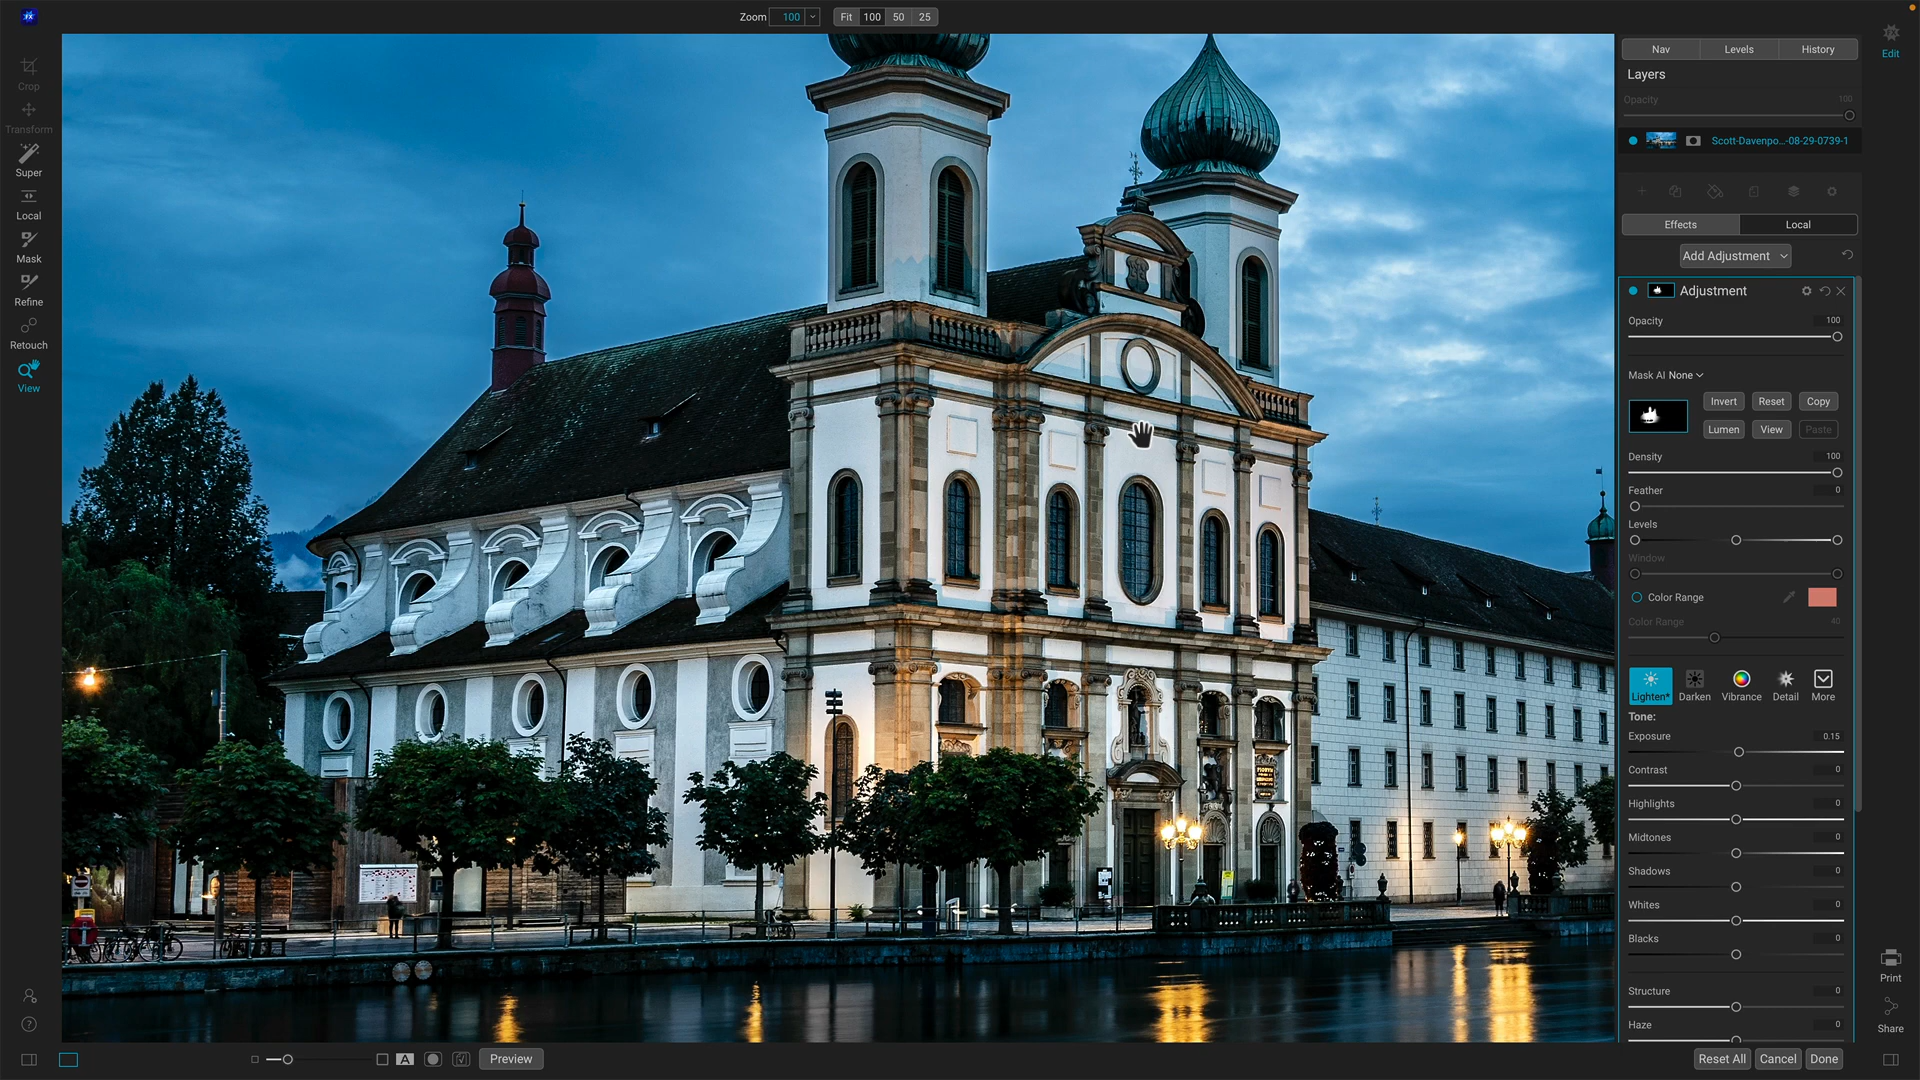 Zoom 100 Fit 100 50 25
Crop
Transform
Super
Local
Mask
Refine
Retouch
View
Nav Levels History
Edit
Layers
Opacity 100
Scott-Davenpo...-08-29-0739-1
Effects Local
Add Adjustment
Adjustment
Opacity 100
Mask AI None
Invert Reset Copy
Lumen View Paste
Density 100
Feather 0
Levels
Window
Color Range
Color Range 40
Lighten* Darken Vibrance Detail More
Tone:
Exposure 0.15
Contrast 0
Highlights 0
Midtones 0
Shadows 0
Whites 0
Blacks 0
Structure 0
Haze 0
Print
Share
P
A
Preview
Reset All Cancel Done